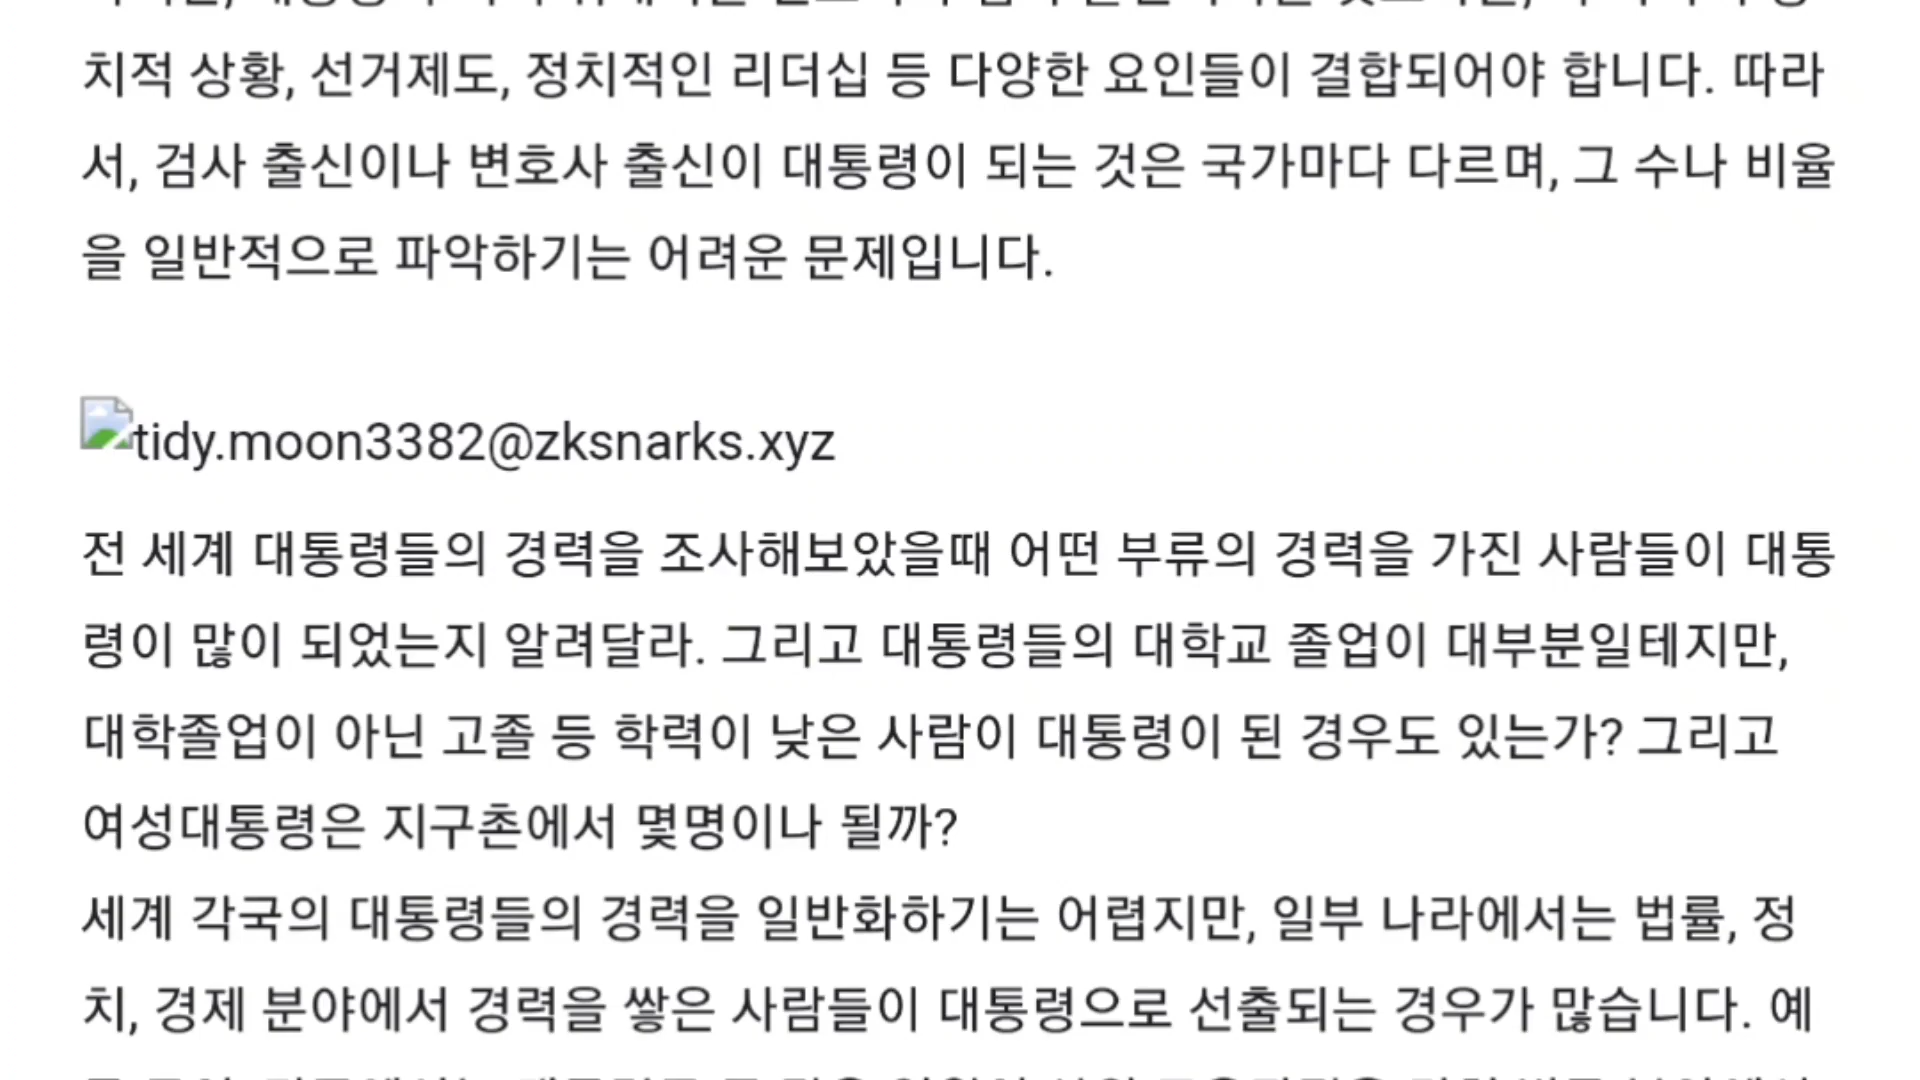 치적 상황, 선거제도, 정치적인 리더십 등 다양한 요인들이 결합되어야 합니다. 따라
서, 검사 출신이나 변호사 출신이 대통령이 되는 것은 국가마다 다르며, 그 수나 비율
을 일반적으로 파악하기는 어려운 문제입니다.
tidy.moon3382@zksnarks.xyz
전 세계 대통령들의 경력을 조사해보았을때 어떤 부류의 경력을 가진 사람들이 대통
령이 많이 되었는지 알려달라. 그리고 대통령들의 대학교 졸업이 대부분일테지만,
대학졸업이 아닌 고졸 등 학력이 낮은 사람이 대통령이 된 경우도 있는가? 그리고
여성대통령은 지구촌에서 몇명이나 될까?
세계 각국의 대통령들의 경력을 일반화하기는 어렵지만, 일부 나라에서는 법률, 정
치, 경제 분야에서 경력을 쌓은 사람들이 대통령으로 선출되는 경우가 많습니다. 예